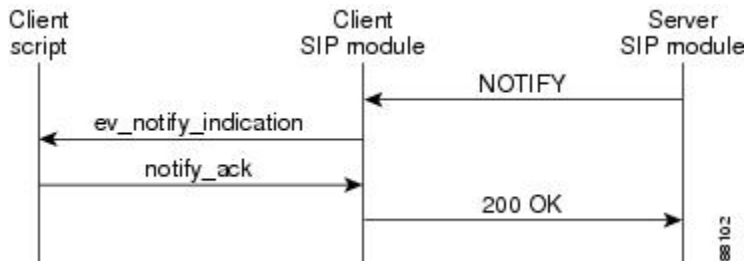 Client
script
Client
SIP module
Server
SIP module
NOTIFY
ev_notify_indication
notify_ack
200 OK
88102